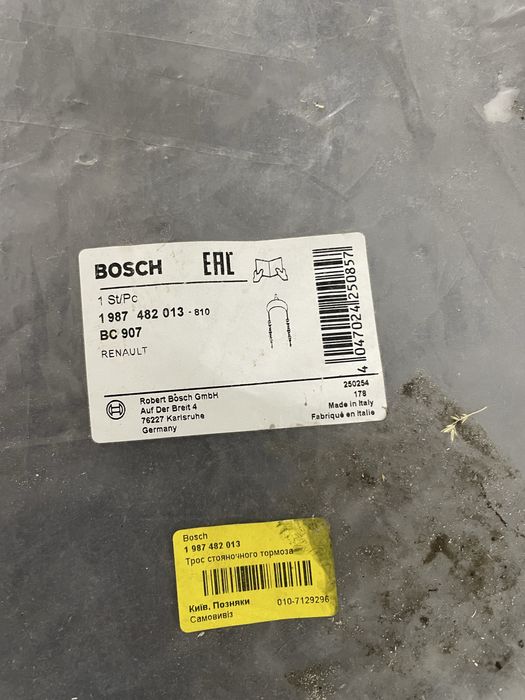 BOSCH EAC
1 St/Pc
1 987 482 013 - 810
BC 907
RENAULT
4 047024 250857
250254
178
Made in Italy
Fabriqué en Italie
Robert Bosch GmbH
Auf Der Breit 4
76227 Karlsruhe
Germany
Bosch
1 987 482 013
Трос стояночного тормоза
Київ, Позняки 010-7129296
Самовивіз